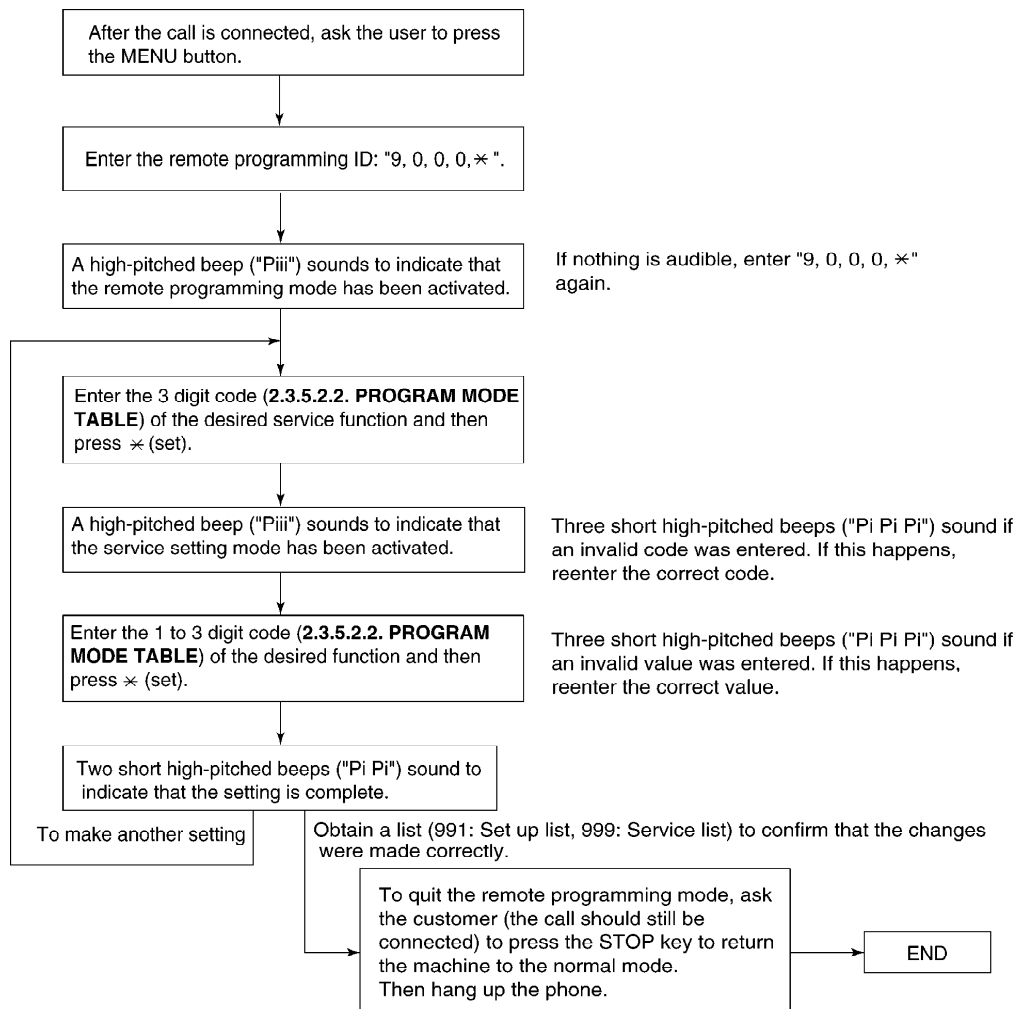 After the call is connected, ask the user to press
the MENU button.
Enter the remote programming ID: "9, 0, 0, 0,✳ ".
A high-pitched beep ("Piii") sounds to indicate that
the remote programming mode has been activated.
If nothing is audible, enter "9, 0, 0, 0, ✳"
again.
Enter the 3 digit code (2.3.5.2.2. PROGRAM MODE
TABLE) of the desired service function and then
press ✳ (set).
A high-pitched beep ("Piii") sounds to indicate that
the service setting mode has been activated.
Three short high-pitched beeps ("Pi Pi Pi") sound if
an invalid code was entered. If this happens,
reenter the correct code.
Enter the 1 to 3 digit code (2.3.5.2.2. PROGRAM
MODE TABLE) of the desired function and then
press ✳ (set).
Three short high-pitched beeps ("Pi Pi Pi") sound if
an invalid value was entered. If this happens,
reenter the correct value.
Two short high-pitched beeps ("Pi Pi") sound to
indicate that the setting is complete.
To make another setting
Obtain a list (991: Set up list, 999: Service list) to confirm that the changes
were made correctly.
To quit the remote programming mode, ask
the customer (the call should still be
connected) to press the STOP key to return
the machine to the normal mode.
Then hang up the phone.
END